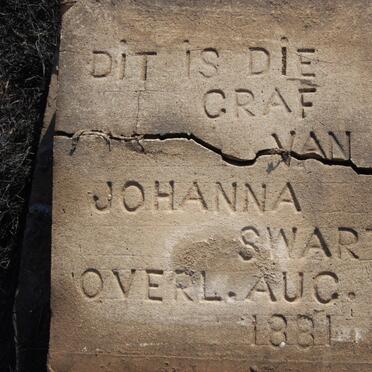 DIT IS DIE
GRAF
VAN
JOHANNA
SWART
OVERL. AUG.
1881